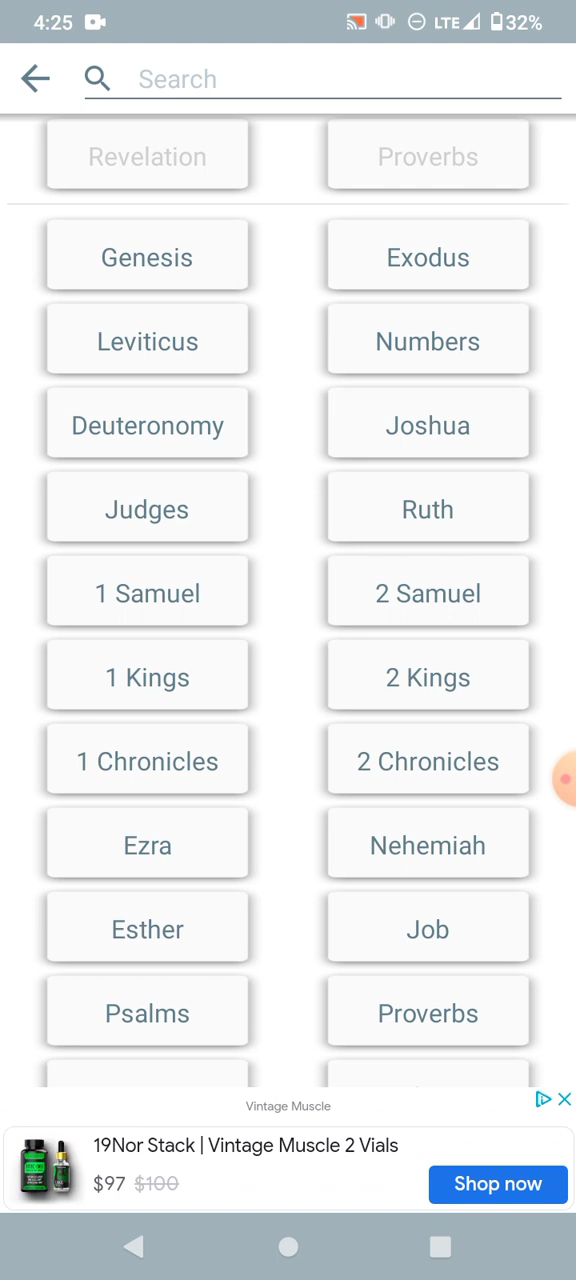 4:25
LTE
32%
Search
Revelation
Proverbs
Genesis
Exodus
Leviticus
Numbers
Deuteronomy
Joshua
Judges
Ruth
1 Samuel
2 Samuel
1 Kings
2 Kings
1 Chronicles
2 Chronicles
Ezra
Nehemiah
Esther
Job
Psalms
Proverbs
Vintage Muscle
19Nor Stack | Vintage Muscle 2 Vials
$97 $100
Shop now